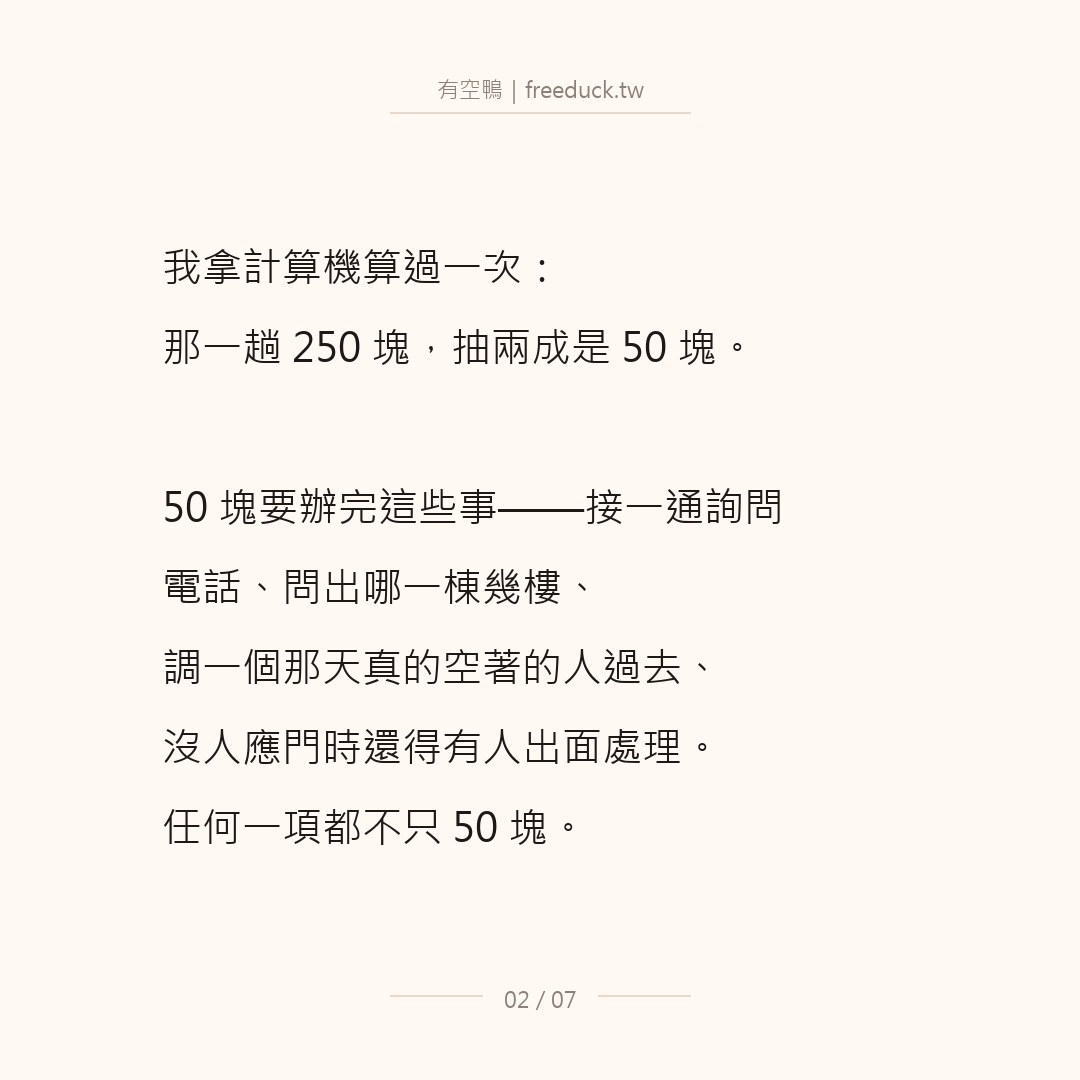 有空鴨｜freeduck.tw
我拿計算機算過一次：
那一趟 250 塊，抽兩成是 50 塊。
50 塊要辦完這些事——接一通詢問
電話、問出哪一棟幾樓、
調一個那天真的空著的人過去、
沒人應門時還得有人出面處理。
任何一項都不只 50 塊。
02 / 07